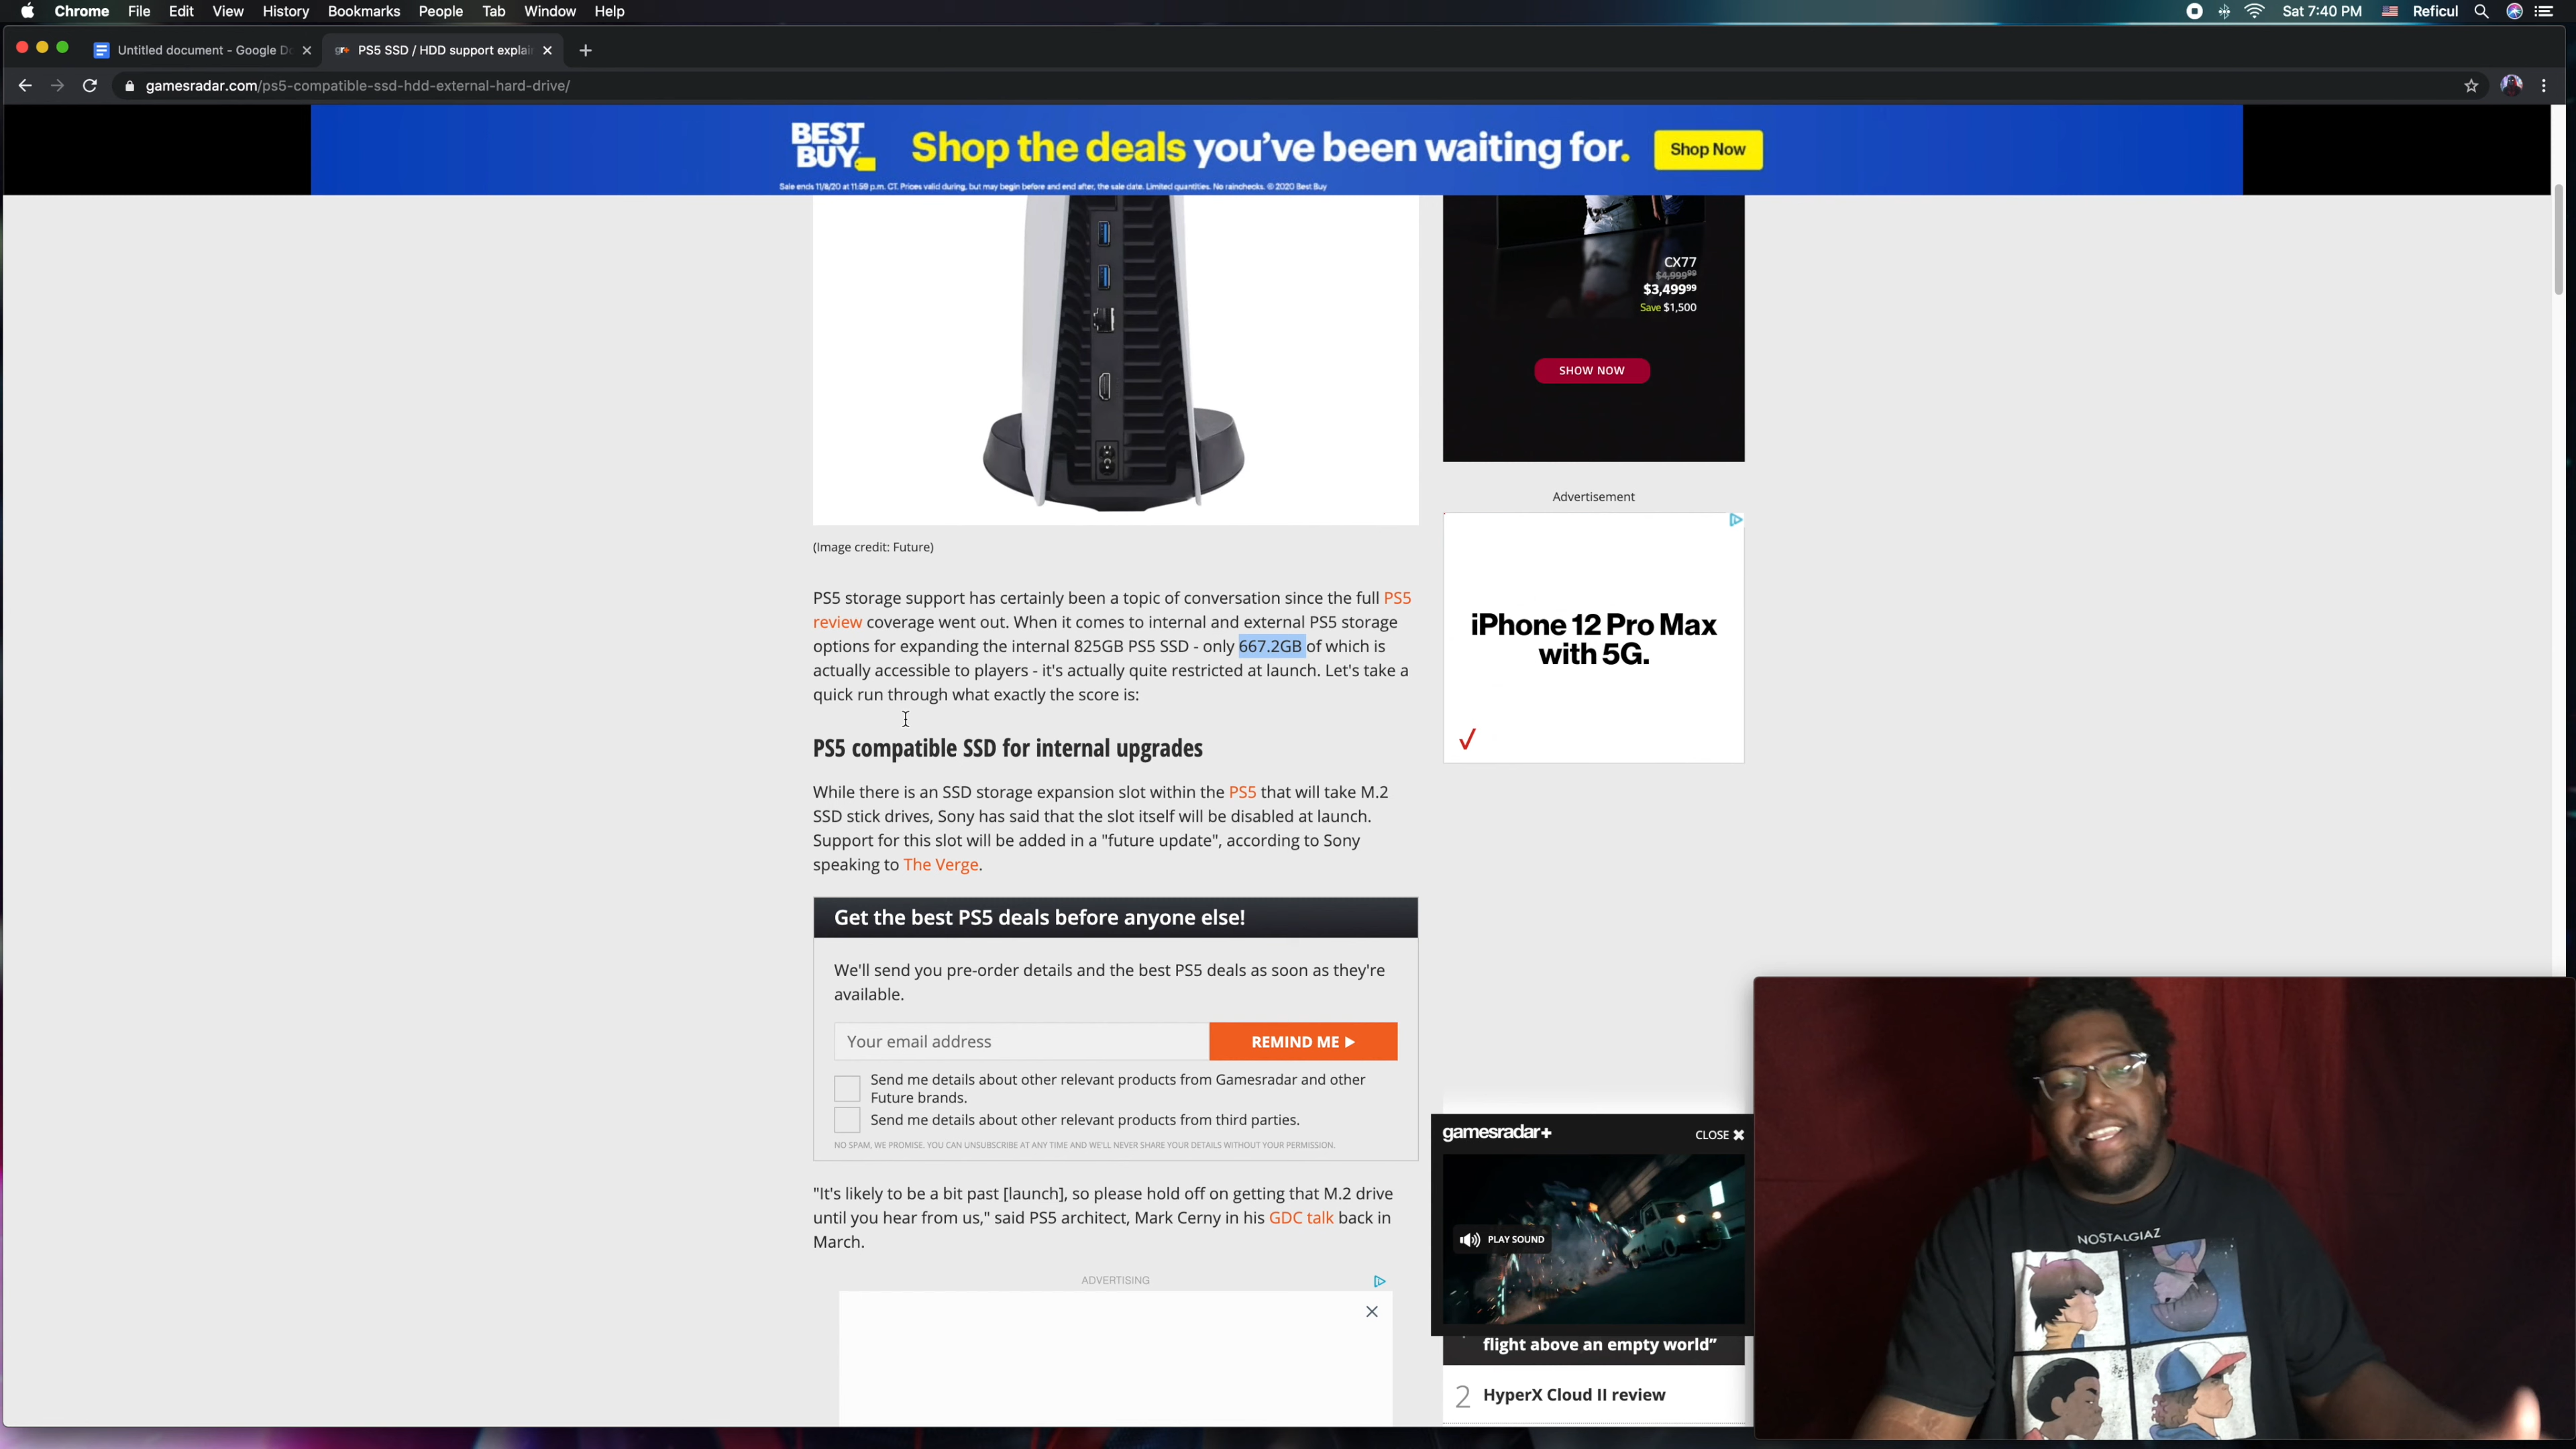 Chrome File Edit View History Bookmarks People Tab Window Help
Sat 7:40 PM Reficul
Untitled document - Google Do
gr+ PS5 SSD / HDD support explai
gamesradar.com/ps5-compatible-ssd-hdd-external-hard-drive/
BEST
BUY
Shop the deals you've been waiting for.
Shop Now
Sale ends 11/8/20 at 11:59 p.m. CT. Prices valid during, but may begin before and end after, the sale date. Limited quantities. No rainchecks. © 2020 Best Buy
CX77
$4,999⁹⁹
$3,499⁹⁹
Save $1,500
SHOW NOW
Advertisement
iPhone 12 Pro Max
with 5G.
(Image credit: Future)
PS5 storage support has certainly been a topic of conversation since the full PS5
review coverage went out. When it comes to internal and external PS5 storage
options for expanding the internal 825GB PS5 SSD - only 667.2GB of which is
actually accessible to players - it's actually quite restricted at launch. Let's take a
quick run through what exactly the score is:
PS5 compatible SSD for internal upgrades
While there is an SSD storage expansion slot within the PS5 that will take M.2
SSD stick drives, Sony has said that the slot itself will be disabled at launch.
Support for this slot will be added in a "future update", according to Sony
speaking to The Verge.
Get the best PS5 deals before anyone else!
We'll send you pre-order details and the best PS5 deals as soon as they're
available.
Your email address
REMIND ME
Send me details about other relevant products from Gamesradar and other
Future brands.
Send me details about other relevant products from third parties.
NO SPAM, WE PROMISE. YOU CAN UNSUBSCRIBE AT ANY TIME AND WE'LL NEVER SHARE YOUR DETAILS WITHOUT YOUR PERMISSION.
"It's likely to be a bit past [launch], so please hold off on getting that M.2 drive
until you hear from us," said PS5 architect, Mark Cerny in his GDC talk back in
March.
ADVERTISING
gamesradar+
CLOSE
PLAY SOUND
flight above an empty world”
2 HyperX Cloud II review
NOSTALGIAZ